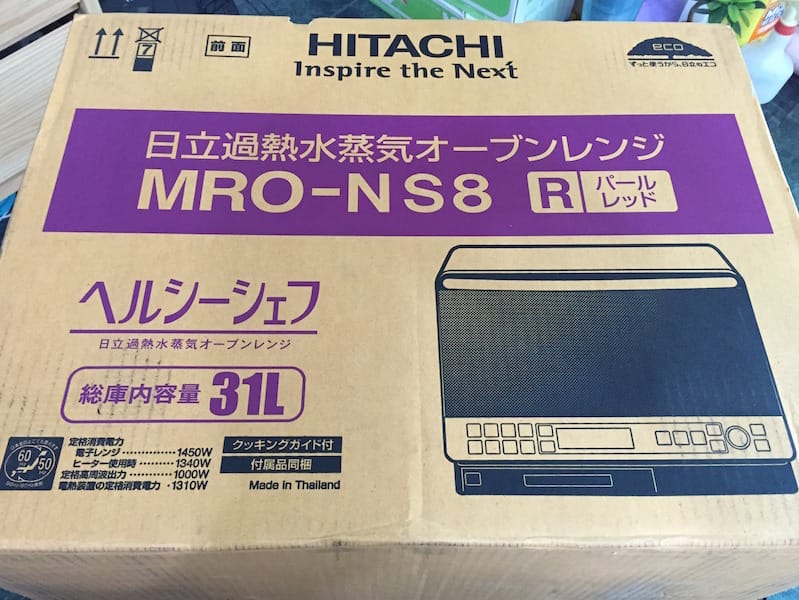 7
前面
HITACHI
Inspire the Next
eco
ずっと使うから、日立のエコ
日立過熱水蒸気オーブンレンジ
MRO-NS8 R パール
レッド
ヘルシーシェフ
日立過熱水蒸気オーブンレンジ
総庫内容量 31L
60
50
定格消費電力
電子レンジ ・・・・・・・・・・・・・1450W
ヒーター使用時 ・・・・・・・・1340W
定格高周波出力 ・・・・・・・・1000W
電熱装置の定格消費電力 ・1310W
クッキングガイド付
付属品同梱
Made in Thailand